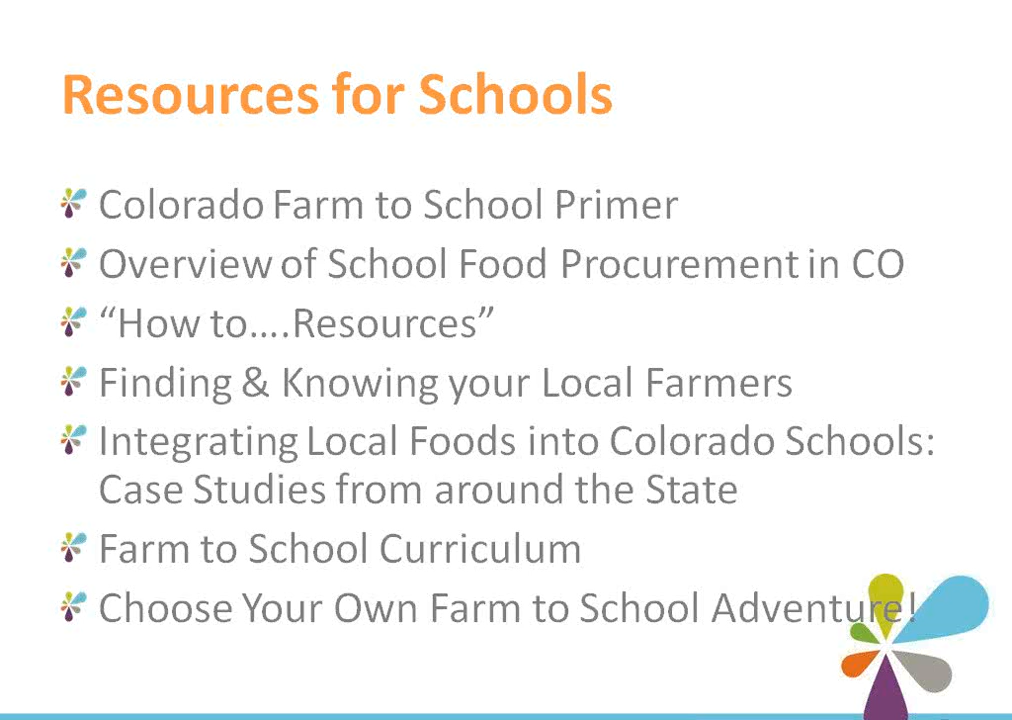 Resources for Schools
Colorado Farm to School Primer
Overview of School Food Procurement in CO
“How to….Resources”
Finding & Knowing your Local Farmers
Integrating Local Foods into Colorado Schools:
Case Studies from around the State
Farm to School Curriculum
Choose Your Own Farm to School Adventure!